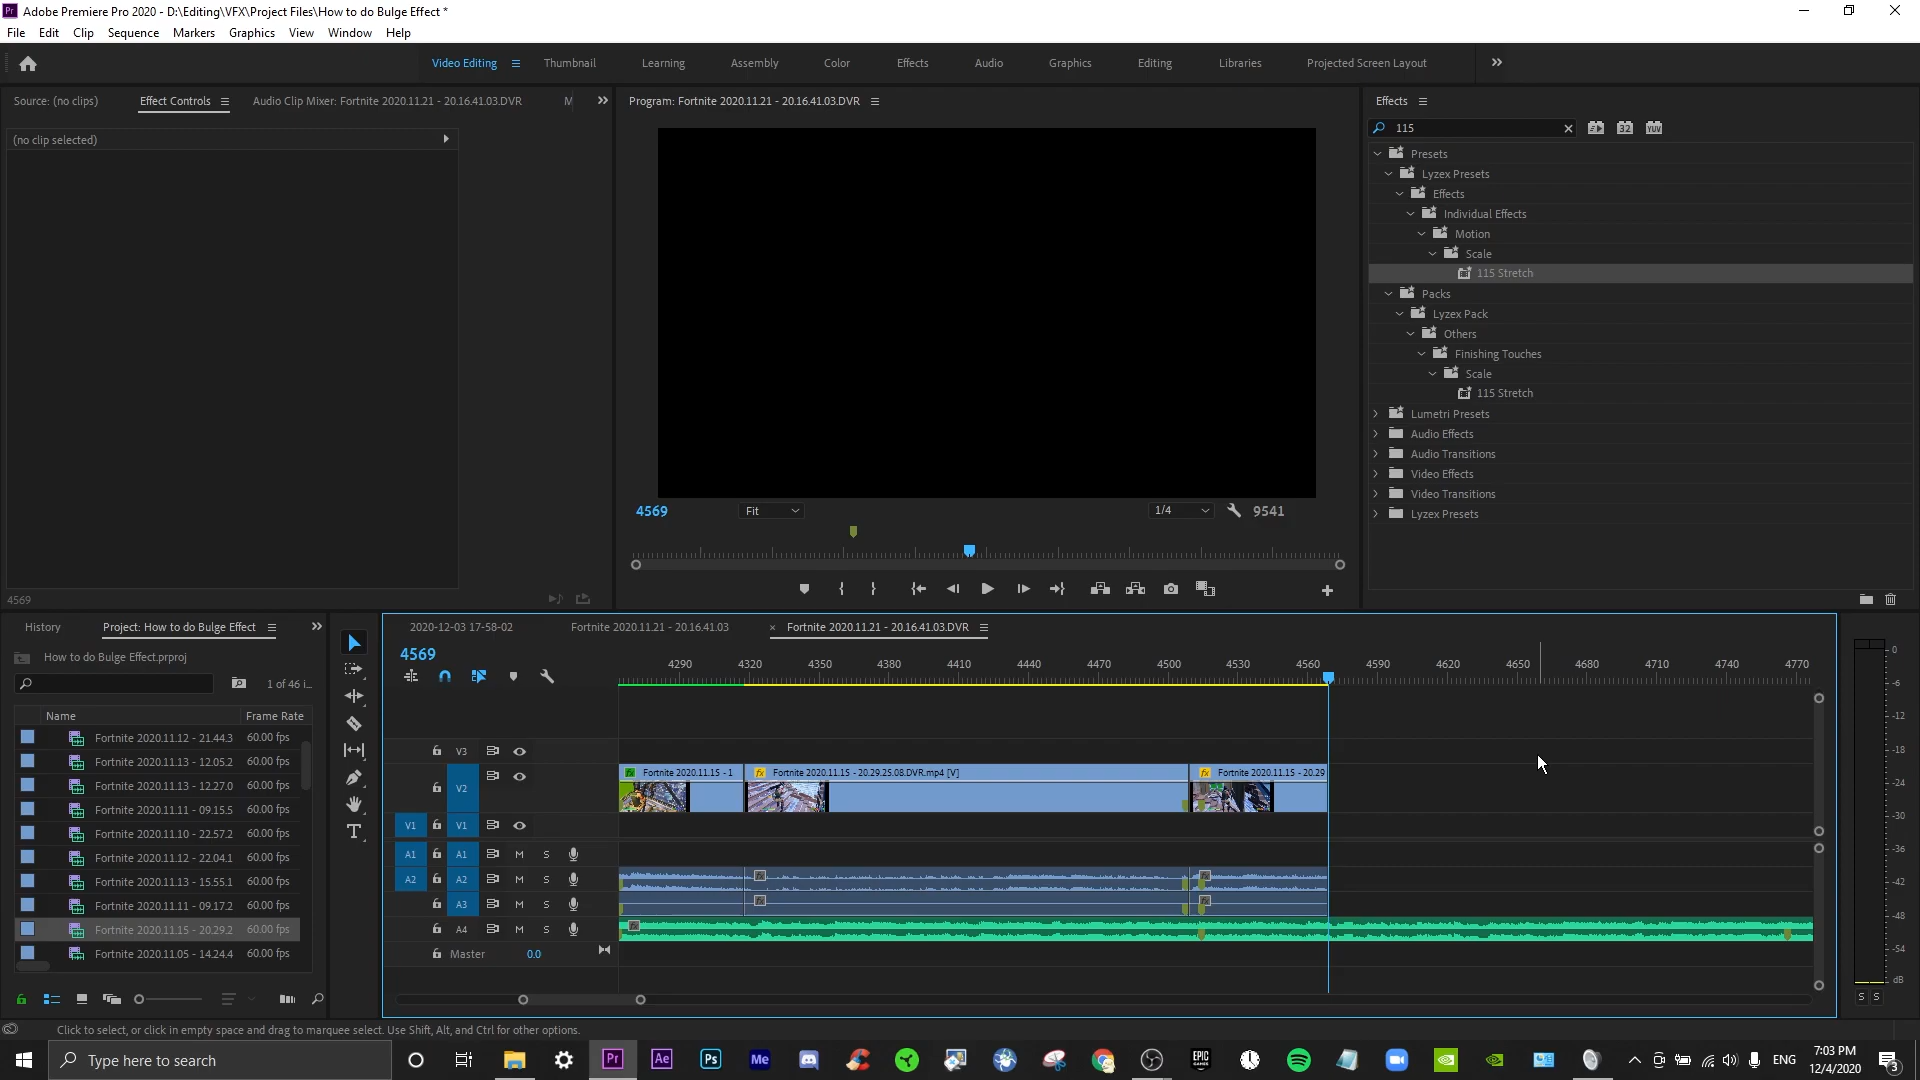 Adobe Premiere Pro 2020 - D:\Editing\VFX\Project Files\How to do Bulge Effect *
File Edit Clip Sequence Markers Graphics View Window Help
Video Editing Thumbnail Learning Assembly Color Effects Audio Graphics Editing Libraries Projected Screen Layout
Source: (no clips) Effect Controls Audio Clip Mixer: Fortnite 2020.11.21 - 20.16.41.03.DVR M
Program: Fortnite 2020.11.21 - 20.16.41.03.DVR
Effects
(no clip selected)
4569
4569 Fit 1/4 9541
115
Presets
Lyzex Presets
Effects
Individual Effects
Motion
Scale
115 Stretch
Packs
Lyzex Pack
Others
Finishing Touches
Scale
115 Stretch
Lumetri Presets
Audio Effects
Audio Transitions
Video Effects
Video Transitions
Lyzex Presets
History Project: How to do Bulge Effect
How to do Bulge Effect.prproj
1 of 46 i...
Name Frame Rate
Fortnite 2020.11.12 - 21.44.3 60.00 fps
Fortnite 2020.11.13 - 12.05.2 60.00 fps
Fortnite 2020.11.13 - 12.27.0 60.00 fps
Fortnite 2020.11.11 - 09.15.5 60.00 fps
Fortnite 2020.11.10 - 22.57.2 60.00 fps
Fortnite 2020.11.12 - 22.04.1 60.00 fps
Fortnite 2020.11.13 - 15.55.1 60.00 fps
Fortnite 2020.11.11 - 09.17.2 60.00 fps
Fortnite 2020.11.15 - 20.29.2 60.00 fps
Fortnite 2020.11.05 - 14.24.4 60.00 fps
2020-12-03 17-58-02 Fortnite 2020.11.21 - 20.16.41.03 × Fortnite 2020.11.21 - 20.16.41.03.DVR
4569
4290 4320 4350 4380 4410 4440 4470 4500 4530 4560 4590 4620 4650 4680 4710 4740 4770
V3
V2 Fortnite 2020.11.15 - 1 Fortnite 2020.11.15 - 20.29.25.08.DVR.mp4 [V] Fortnite 2020.11.15 - 20.29
V1 V1
A1 A1 M S
A2 A2 M S
A3 M S
A4 M S
Master 0.0
0
-6
-12
-18
-24
-30
-36
-42
-48
-54
dB
S S
Click to select, or click in empty space and drag to marquee select. Use Shift, Alt, and Ctrl for other options.
Type here to search
ENG
7:03 PM
12/4/2020
3